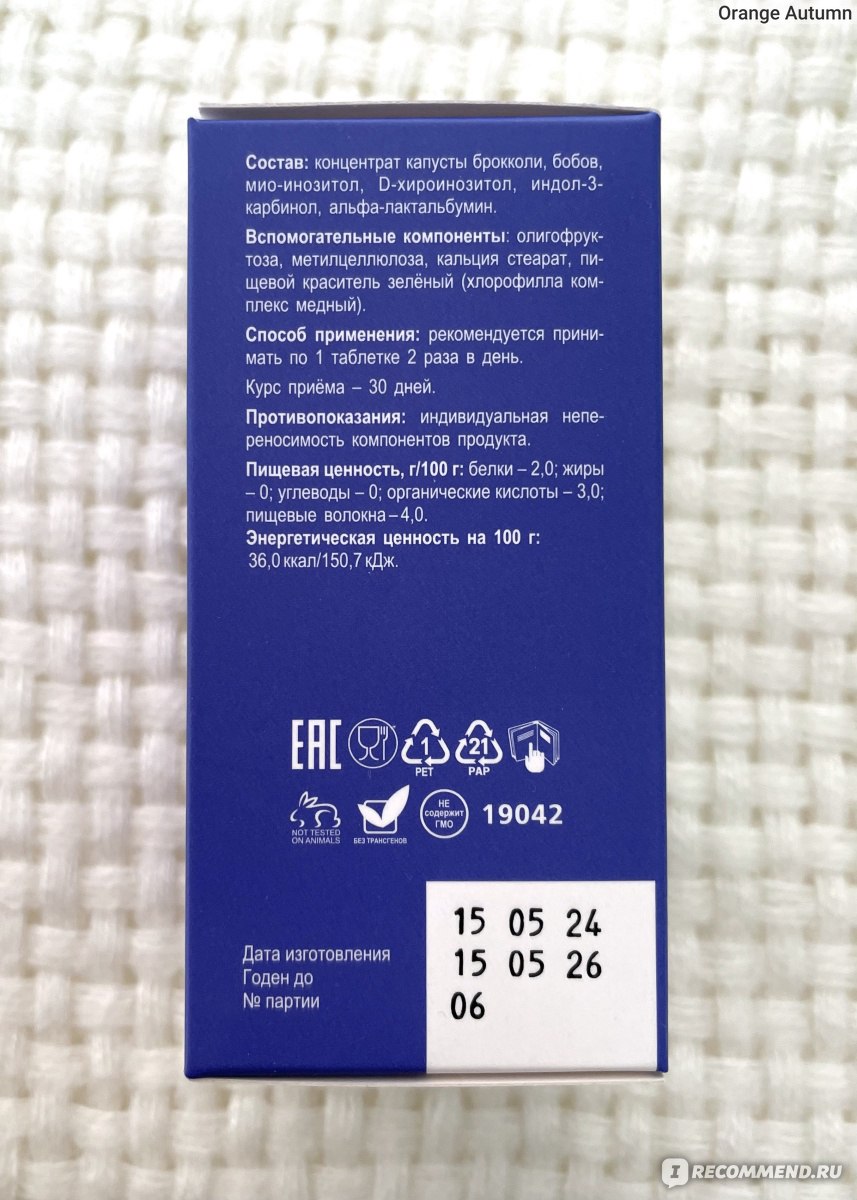 Orange Autumn
Состав: концентрат капусты брокколи, бобов,
мио-инозитол, D-хироинозитол, индол-3-
карбинол, альфа-лактальбумин.
Вспомогательные компоненты: олигофрук-
тоза, метилцеллюлоза, кальция стеарат, пи-
щевой краситель зелёный (хлорофилла ком-
плекс медный).
Способ применения: рекомендуется прини-
мать по 1 таблетке 2 раза в день.
Курс приёма – 30 дней.
Противопоказания: индивидуальная непе-
реносимость компонентов продукта.
Пищевая ценность, г/100 г: белки – 2,0; жиры
– 0; углеводы – 0; органические кислоты – 3,0;
пищевые волокна – 4,0.
Энергетическая ценность на 100 г:
36,0 ккал/150,7 кДж.
EAC
1
PET
21
PAP
NOT TESTED
ON ANIMALS
БЕЗ ТРАНСГЕНОВ
НЕ
содержит
ГМО
19042
Дата изготовления
Годен до
№ партии
15 05 24
15 05 26
06
I RECOMMEND.RU